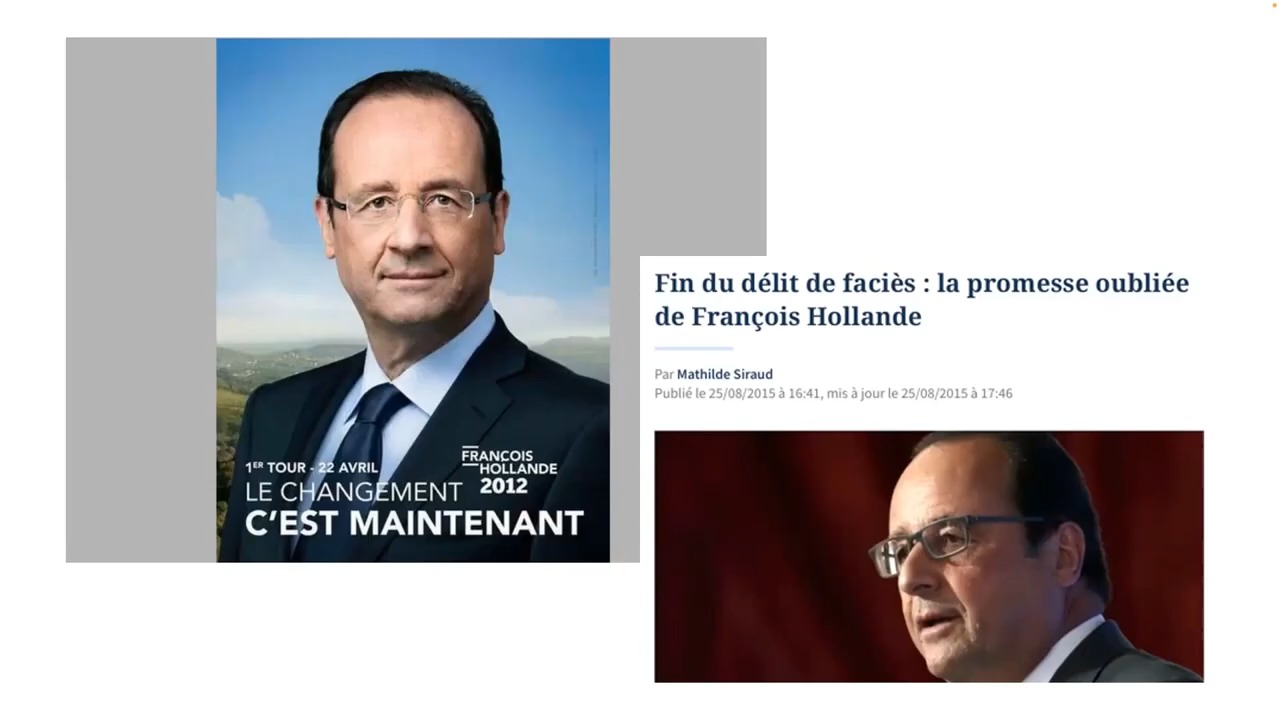 1ER TOUR - 22 AVRIL
LE CHANGEMENT
C'EST MAINTENANT
FRANÇOIS
HOLLANDE
2012
Fin du délit de faciès : la promesse oubliée
de François Hollande
Par Mathilde Siraud
Publié le 25/08/2015 à 16:41, mis à jour le 25/08/2015 à 17:46